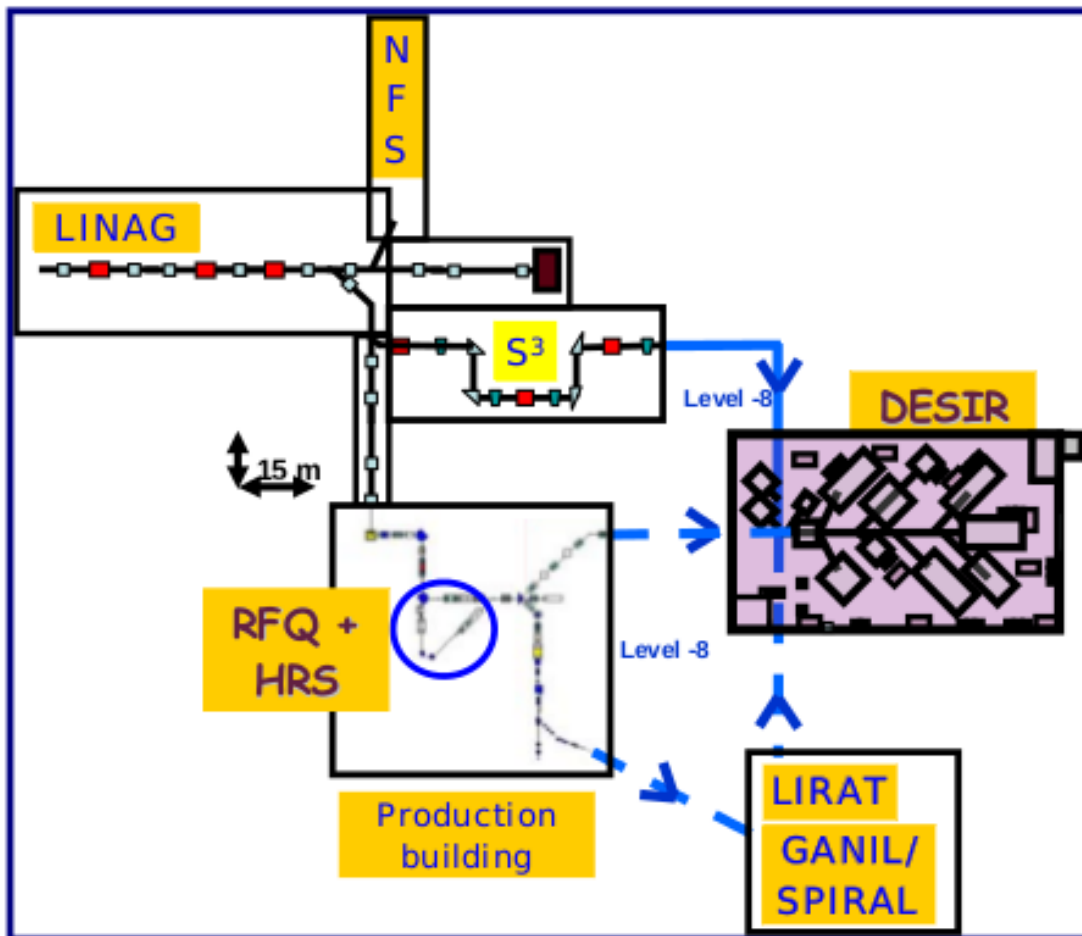 N
F
S
LINAG
S³
Level -8
DESIR
15 m
RFQ +
HRS
Level -8
Production
building
LIRAT
GANIL/
SPIRAL